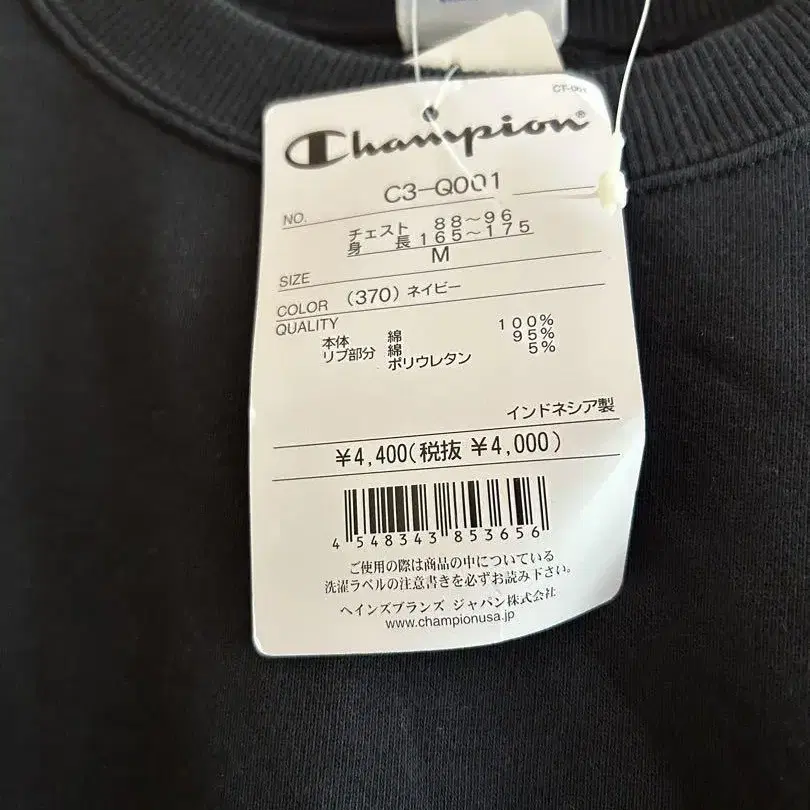 CT-001
Champion®
NO. C3-Q001
チェスト 88~96
身長 165~175
SIZE M
COLOR (370) ネイビー
QUALITY
本体 綿 100%
リブ部分 綿 95%
ポリウレタン 5%
インドネシア製
¥4,400(税抜 ¥4,000)
4 548343 853656
ご使用の際は商品の中についている
洗濯ラベルの注意書きを必ずお読み下さい。
ヘインズブランズ ジャパン株式会社
www.championusa.jp